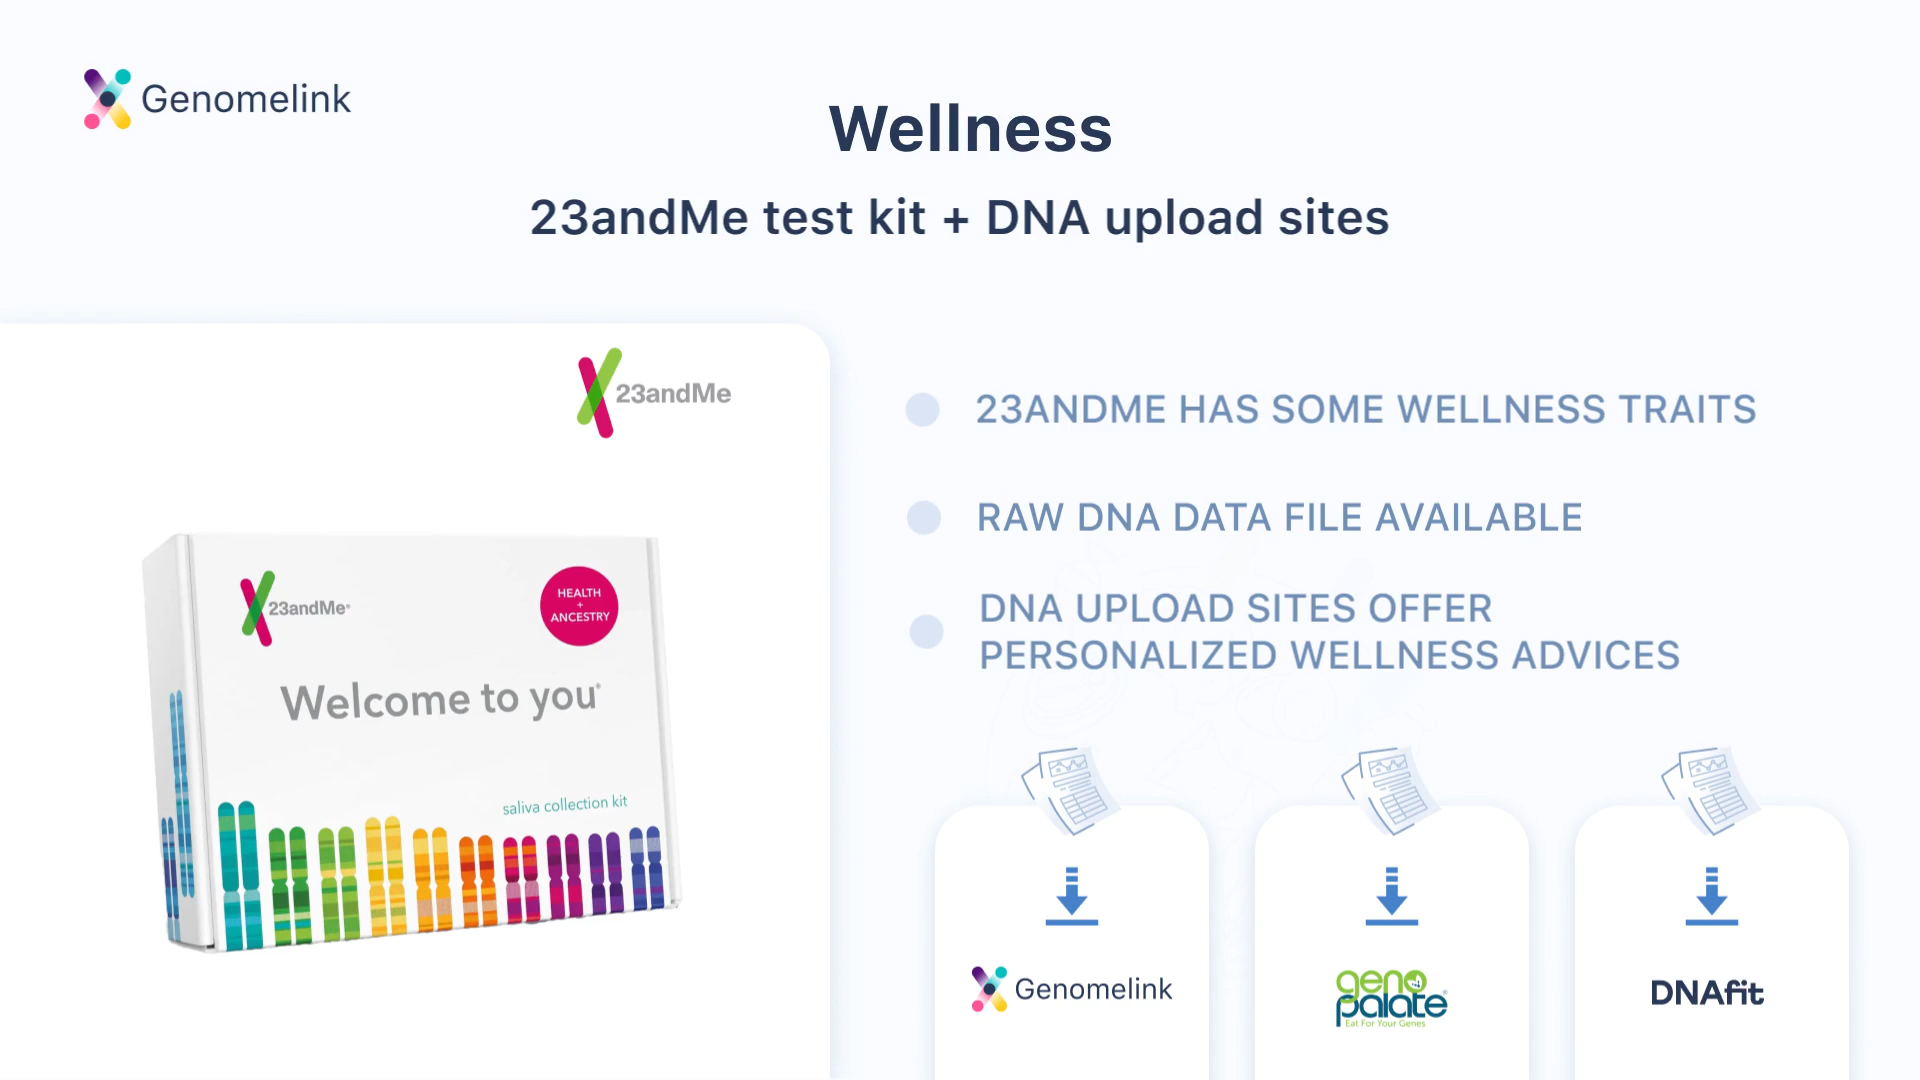 Genomelink
Wellness
23andMe test kit + DNA upload sites
23andMe
23andMe®
HEALTH
+
ANCESTRY
Welcome to you®
saliva collection kit
23ANDME HAS SOME WELLNESS TRAITS
RAW DNA DATA FILE AVAILABLE
DNA UPLOAD SITES OFFER
PERSONALIZED WELLNESS ADVICES
Genomelink
geno
palate®
Eat For Your Genes
DNAfit